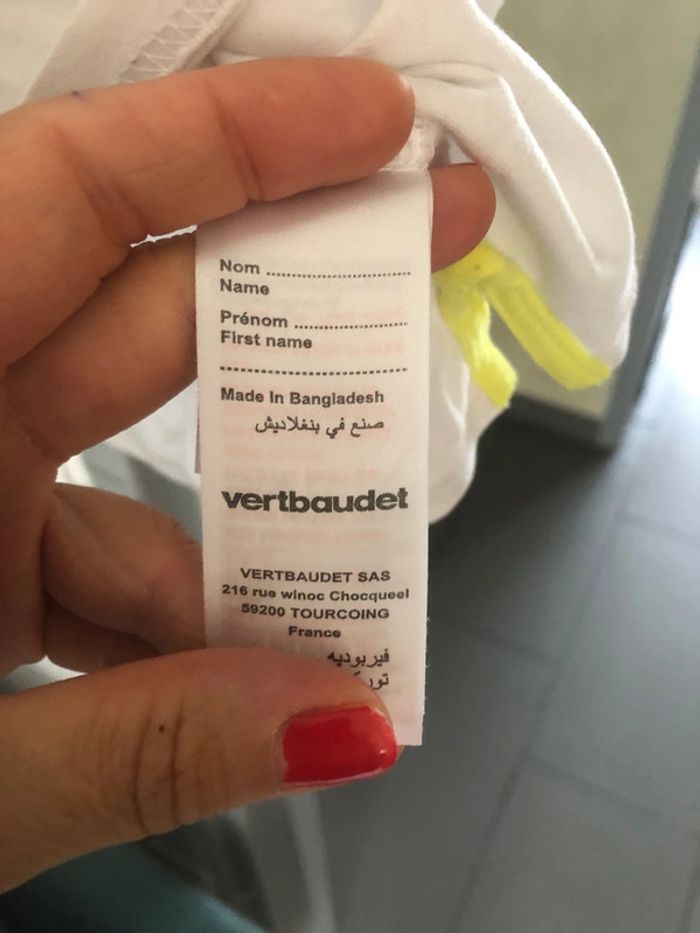 Nom ..............................
Name
Prénom ........................
First name
........................................
Made In Bangladesh
صنع في بنغلاديش
vertbaudet
VERTBAUDET SAS
216 rue winoc Chocqueel
59200 TOURCOING
France
فيربوديه